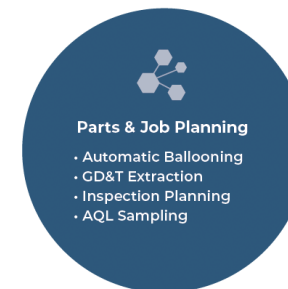 Parts & Job Planning
• Automatic Ballooning
• GD&T Extraction
• Inspection Planning
• AQL Sampling